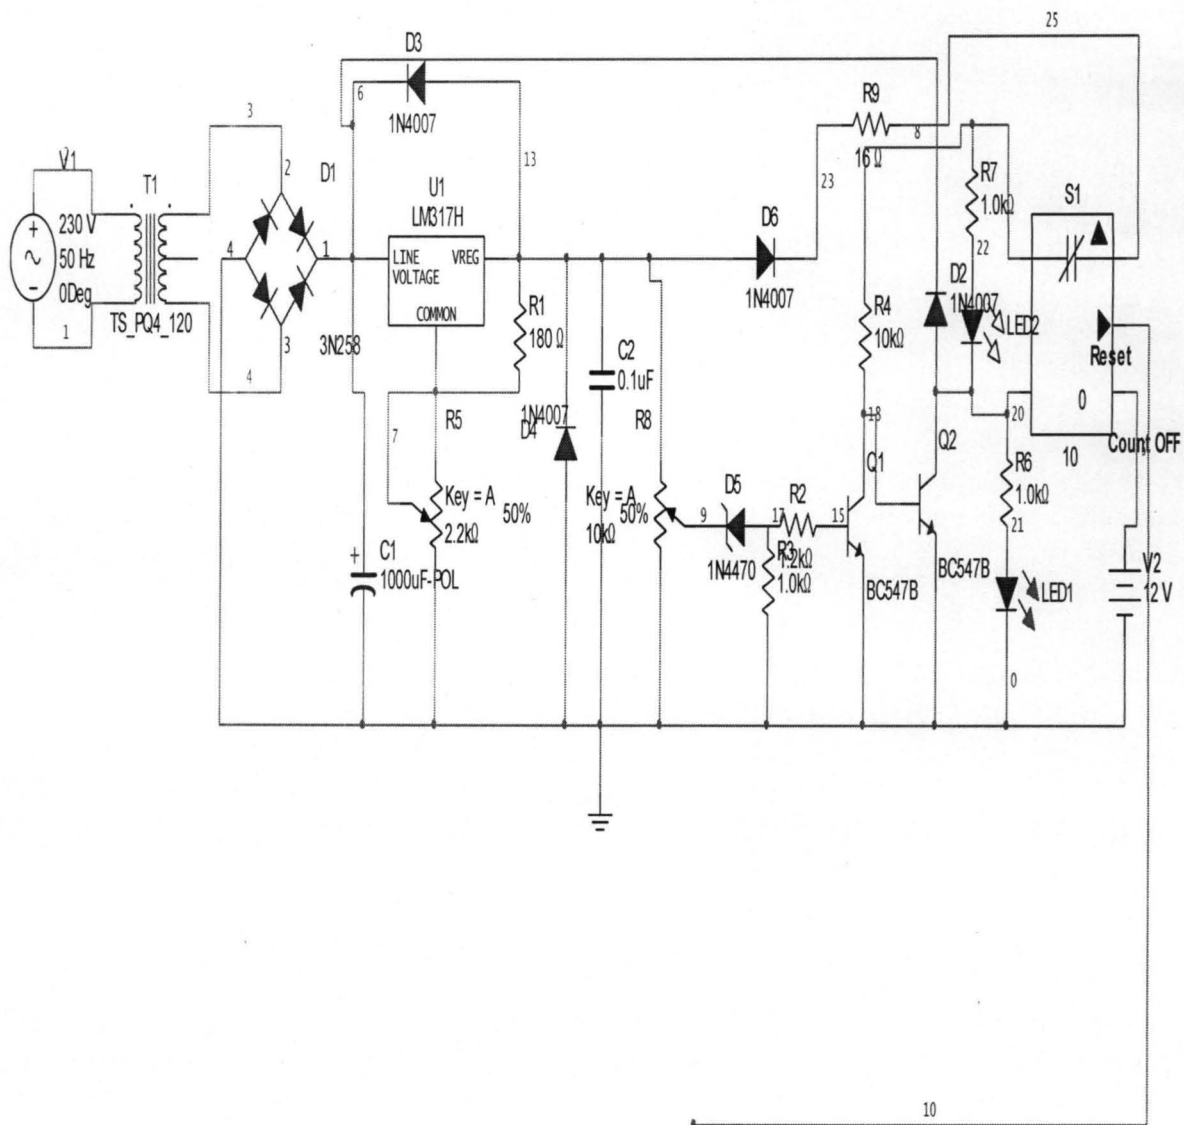 25
D3
6
1N4007
R9
16 Ω
8
3
V1
T1
2
D1
13
23
R7
1.0kΩ
S1
U1
LM317H
230 V
50 Hz
0Deg
4
1
LINE
VOLTAGE
VREG
COMMON
D6
1N4007
22
D2
1N4007
LED2
Reset
1
TS_PQ4_120
3
3N258
R1
180 Ω
R4
10kΩ
C2
0.1uF
4
0
1N4007
D4
R8
18
20
Count OFF
7
R5
Q1
Q2
10
R6
1.0kΩ
Key = A
50%
2.2kΩ
Key = A
50%
10kΩ
D5
9
1N4470
17
R2
1.2kΩ
15
R3
1.0kΩ
21
C1
1000uF-POL
BC547B
BC547B
LED1
V2
12 V
0
10